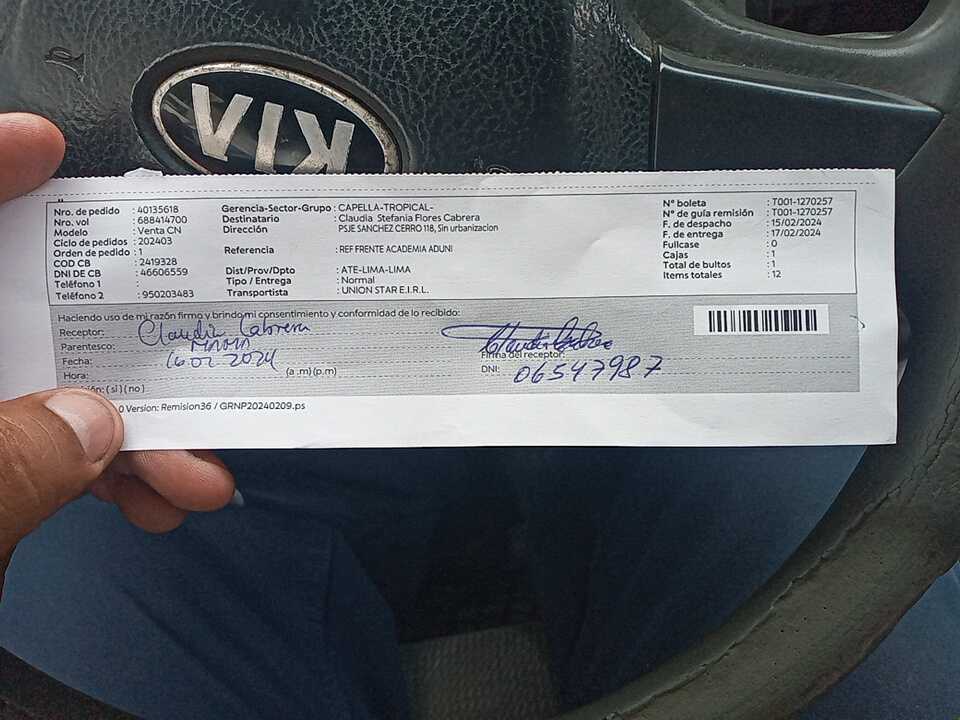 KIA
Nro. de pedido : 40135618
Nro. vol : 688414700
Modelo : Venta CN
Ciclo de pedidos : 202403
Orden de pedido : 1
COD CB : 2419328
DNI DE CB : 46606559
Teléfono 1 :
Teléfono 2 : 950203483
Gerencia-Sector-Grupo : CAPELLA-TROPICAL-
Destinatario : Claudia Stefania Flores Cabrera
Dirección PSJE SANCHEZ CERRO 118, Sin urbanizacion
Referencia : REF FRENTE ACADEMIA ADUNI
Dist/Prov/Dpto : ATE-LIMA-LIMA
Tipo / Entrega : Normal
Transportista : UNION STAR E.I.R.L.
N° boleta : T001-1270257
N° de guía remisión : T001-1270257
F. de despacho : 15/02/2024
F. de entrega : 17/02/2024
Fullcase : 0
Cajas : 1
Total de bultos : 1
Items totales : 12
Haciendo uso de mi razón firmo y brindo mi consentimiento y conformidad de lo recibido:
Receptor: Claudia Cabrera
Parentesco: MAMA
Fecha: 16 02 2024
Hora: (a .m) (p.m)
ión: ( si ) ( no )
Firma del receptor:
DNI: 06547987
0 Version: Remision36 / GRNP20240209.ps